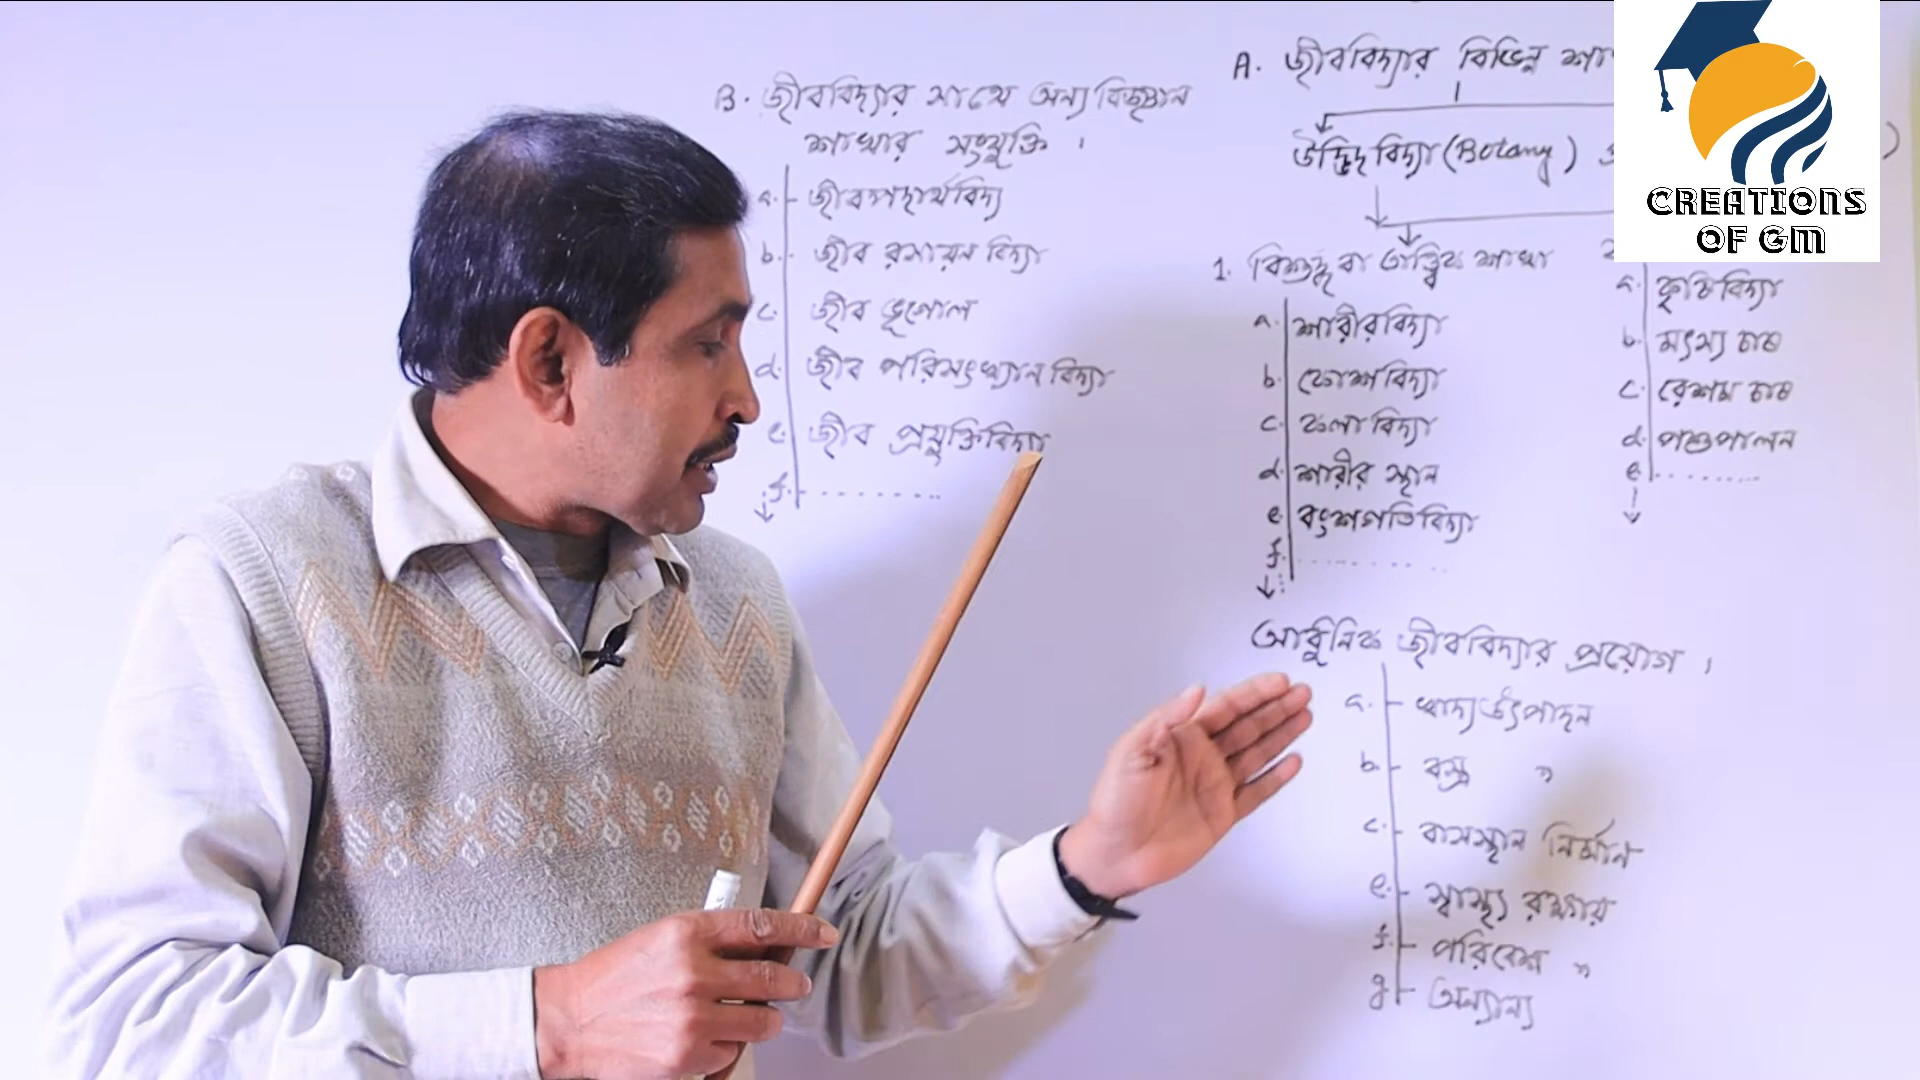 B. জীববিদ্যার সাথে অন্য বিজ্ঞান
শাখার সংযুক্তি ।
a. জীবপদার্থবিদ্য
b. জীব রসায়ন বিদ্যা
c. জীব ভূগোল
d. জীব পরিসংখ্যান বিদ্যা
e. জীব প্রযুক্তিবিদ্যা
f. ........
A. জীববিদ্যার বিভিন্ন শা
উদ্ভিদবিদ্যা (Botany)
1. বিশুদ্ধ বা তাত্ত্বিক শাখা
a. শারীরবিদ্যা
b. কোশবিদ্যা
c. কলাবিদ্যা
d. শারীর স্থান
e. বংশগতিবিদ্যা
f. ........
a. কৃষিবিদ্যা
b. মৎস্য চাষ
c. রেশম চাষ
d. পশুপালন
e. ........
আধুনিক জীববিদ্যার প্রয়োগ ।
a. খাদ্য উৎপাদন
b. বস্ত্র "
c. বাসস্থান নির্মান
e. স্বাস্থ্য রক্ষায়
f. পরিবেশ "
g. অন্যান্য
CREATIONS
OF GM